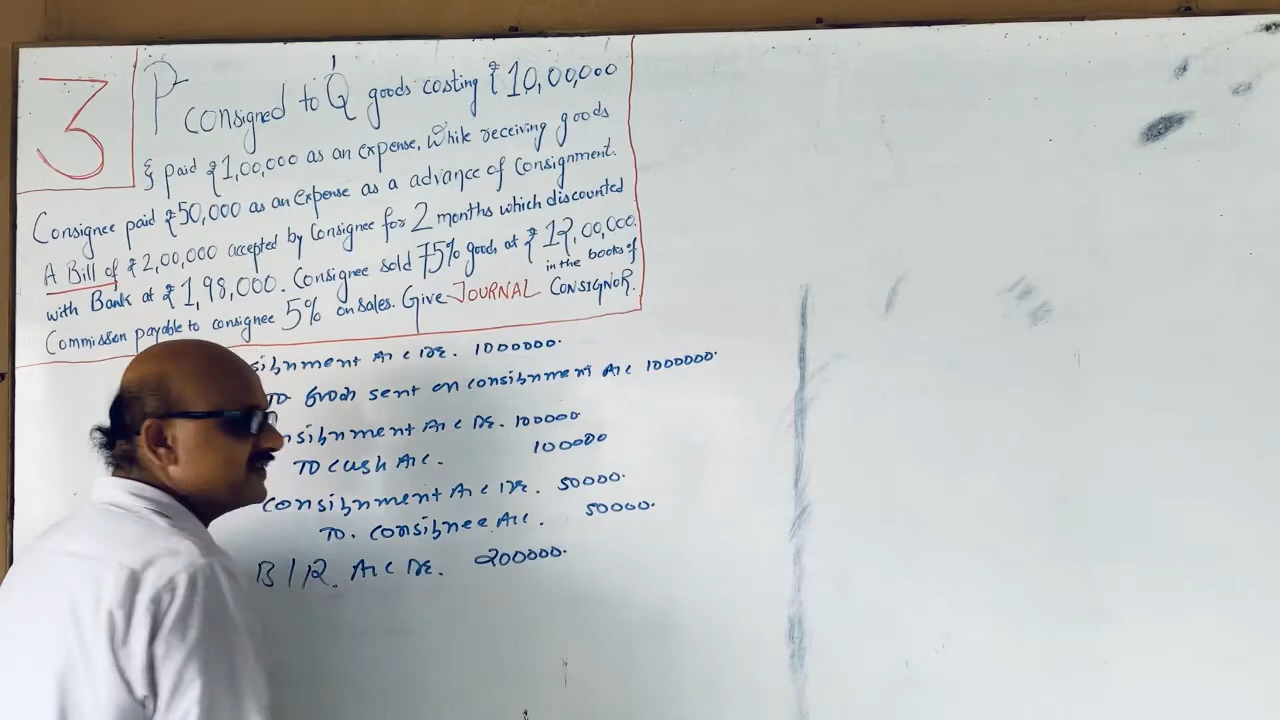 3
P consigned to Q goods costing ₹10,00,000
& paid ₹1,00,000 as an expense, While receiving goods
Consignee paid ₹50,000 as an Expense as a advance of Consignment.
A Bill of ₹2,00,000 accepted by Consignee for 2 months which discounted
with Bank at ₹1,98,000. Consignee sold 75% goods at ₹12,00,000.
Commission payable to consignee 5% on sales. Give JOURNAL in the books of CONSIGNOR.
signment A/c Dr. 1000000.
To Goods sent on consignment A/c 1000000.
nsignment A/c Dr. 100000.
To cash A/c. 100000
Consignment A/c Dr. 50000.
To. consignee A/c. 50000.
B/R. A/c Dr. 200000.